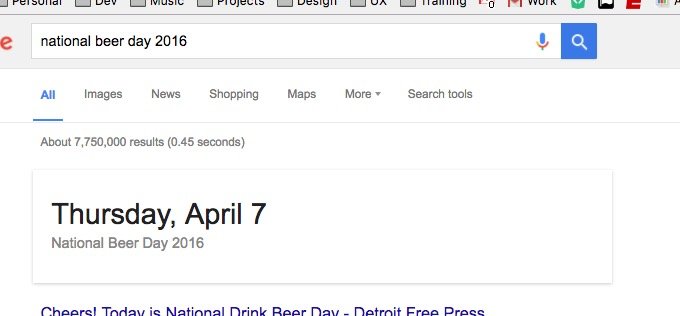 Personal Dev Music Projects Design UX Training 0 Work
e
national beer day 2016
All Images News Shopping Maps More Search tools
About 7,750,000 results (0.45 seconds)
Thursday, April 7
National Beer Day 2016
Cheers! Today is National Drink Beer Day - Detroit Free Press